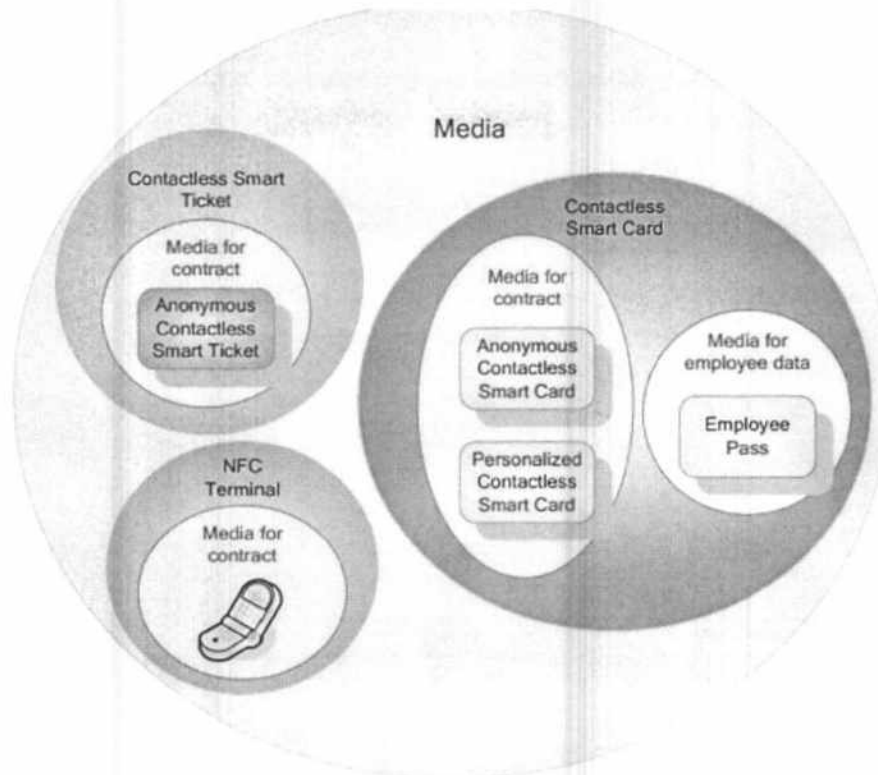 Media
Contactless Smart
Ticket
Media for
contract
Anonymous
Contactless
Smart Ticket
NFC
Terminal
Media for
contract
Contactless
Smart Card
Media for
contract
Anonymous
Contactless
Smart Card
Personalized
Contactless
Smart Card
Media for
employee data
Employee
Pass